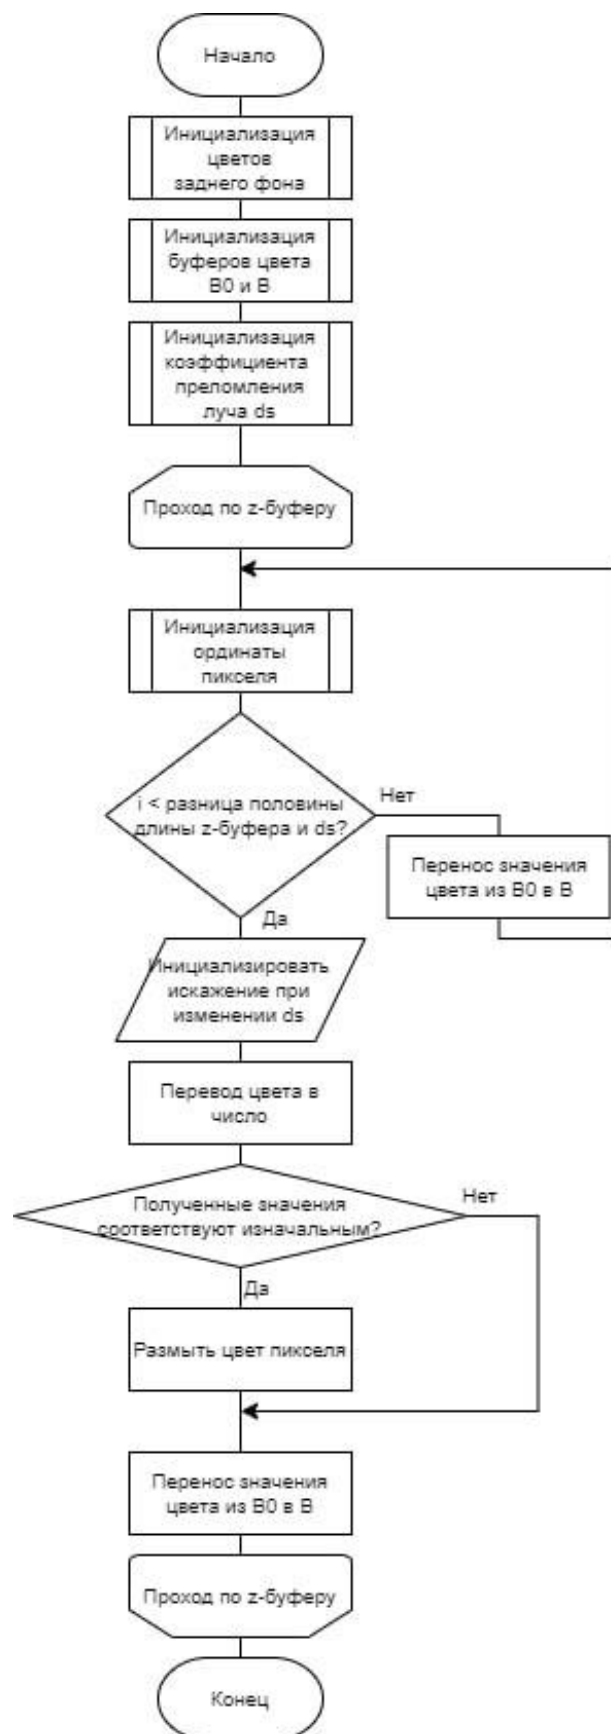 Начало
Инициализация
цветов
заднего фона
Инициализация
буферов цвета
B0 и B
Инициализация
коэффициента
преломления
луча ds
Проход по z-буферу
Инициализация
ординаты
пикселя
i < разница половины
длины z-буфера и ds?
Нет
Перенос значения
цвета из B0 в B
Да
Инициализировать
искажение при
изменении ds
Перевод цвета в
число
Полученные значения
соответствуют изначальным?
Нет
Да
Размыть цвет пикселя
Перенос значения
цвета из B0 в B
Проход по z-буферу
Конец